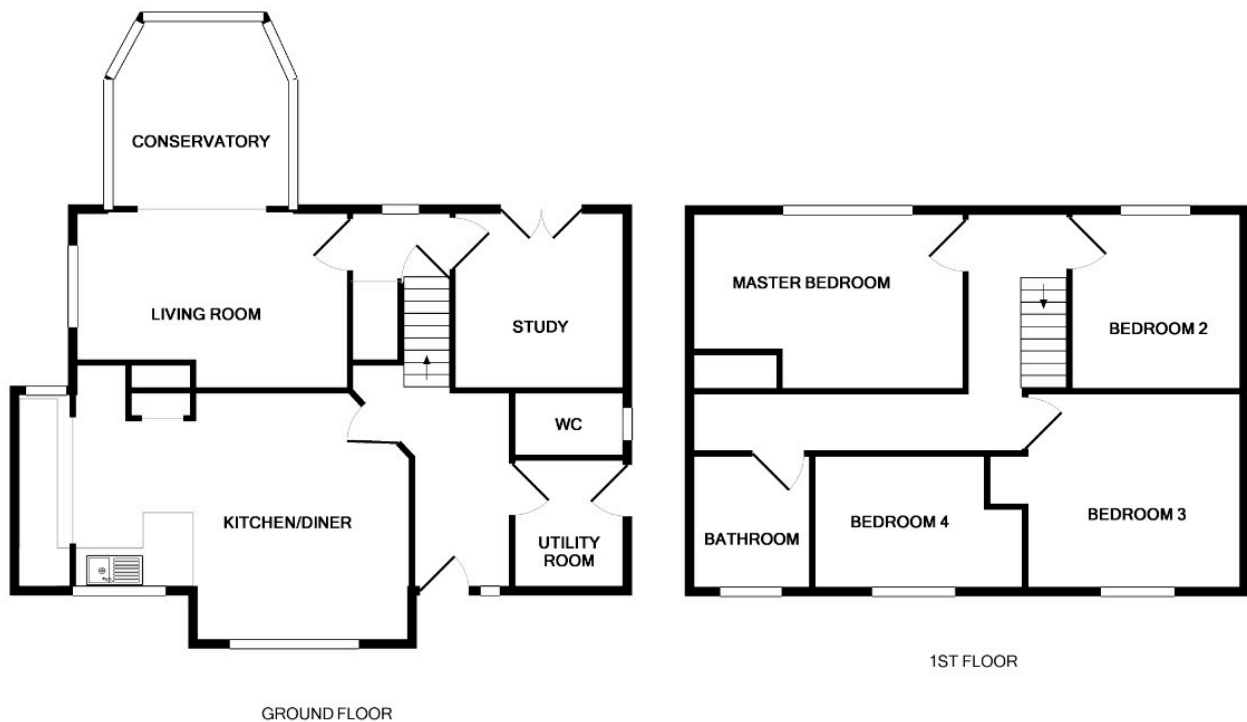 CONSERVATORY
LIVING ROOM
STUDY
WC
KITCHEN/DINER
UTILITY
ROOM
GROUND FLOOR
MASTER BEDROOM
BEDROOM 2
BATHROOM
BEDROOM 4
BEDROOM 3
1ST FLOOR